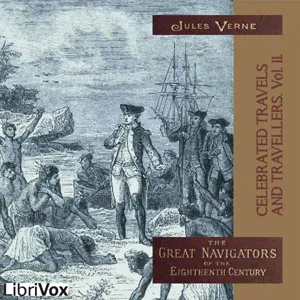 JULES VERNE
CELEBRATED TRAVELS
AND TRAVELLERS. Vol. II.
THE
GREAT NAVIGATORS
OF THE
EIGHTEENTH CENTURY
LibriVox